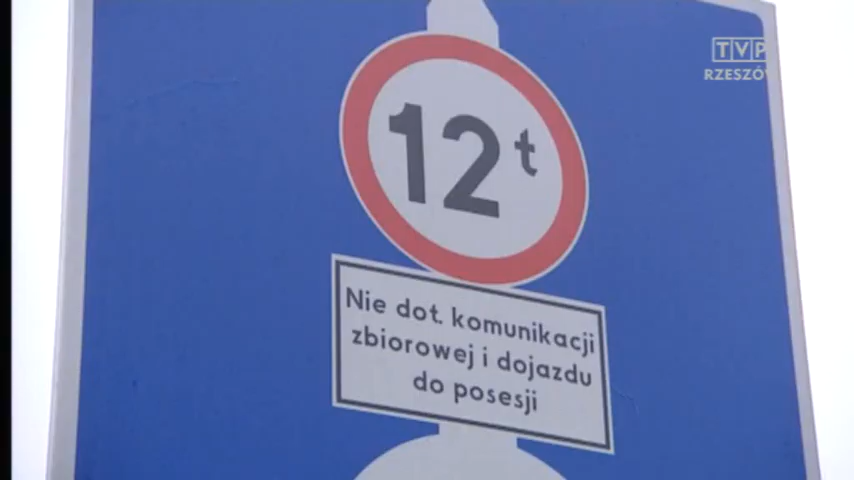 TVP
RZESZÓW
12t
Nie dot. komunikacji
zbiorowej i dojazdu
do posesji